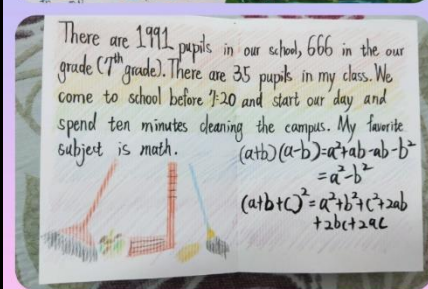 There are 1991 pupils in our school, 666 in the our
grade (7th grade). There are 35 pupils in my class. We
come to school before 7:20 and start our day and
spend ten minutes cleaning the campus. My favorite
subject is math.
(a+b)(a-b)=a²+ab-ab-b²
=a²-b²
(a+b+c)²=a²+b²+c²+2ab
+2bc+2ac